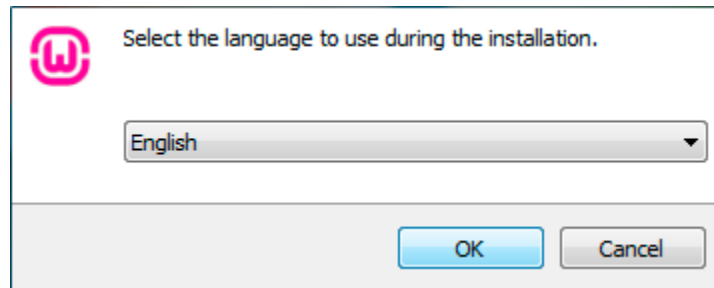 Select the language to use during the installation.
English
OK
Cancel